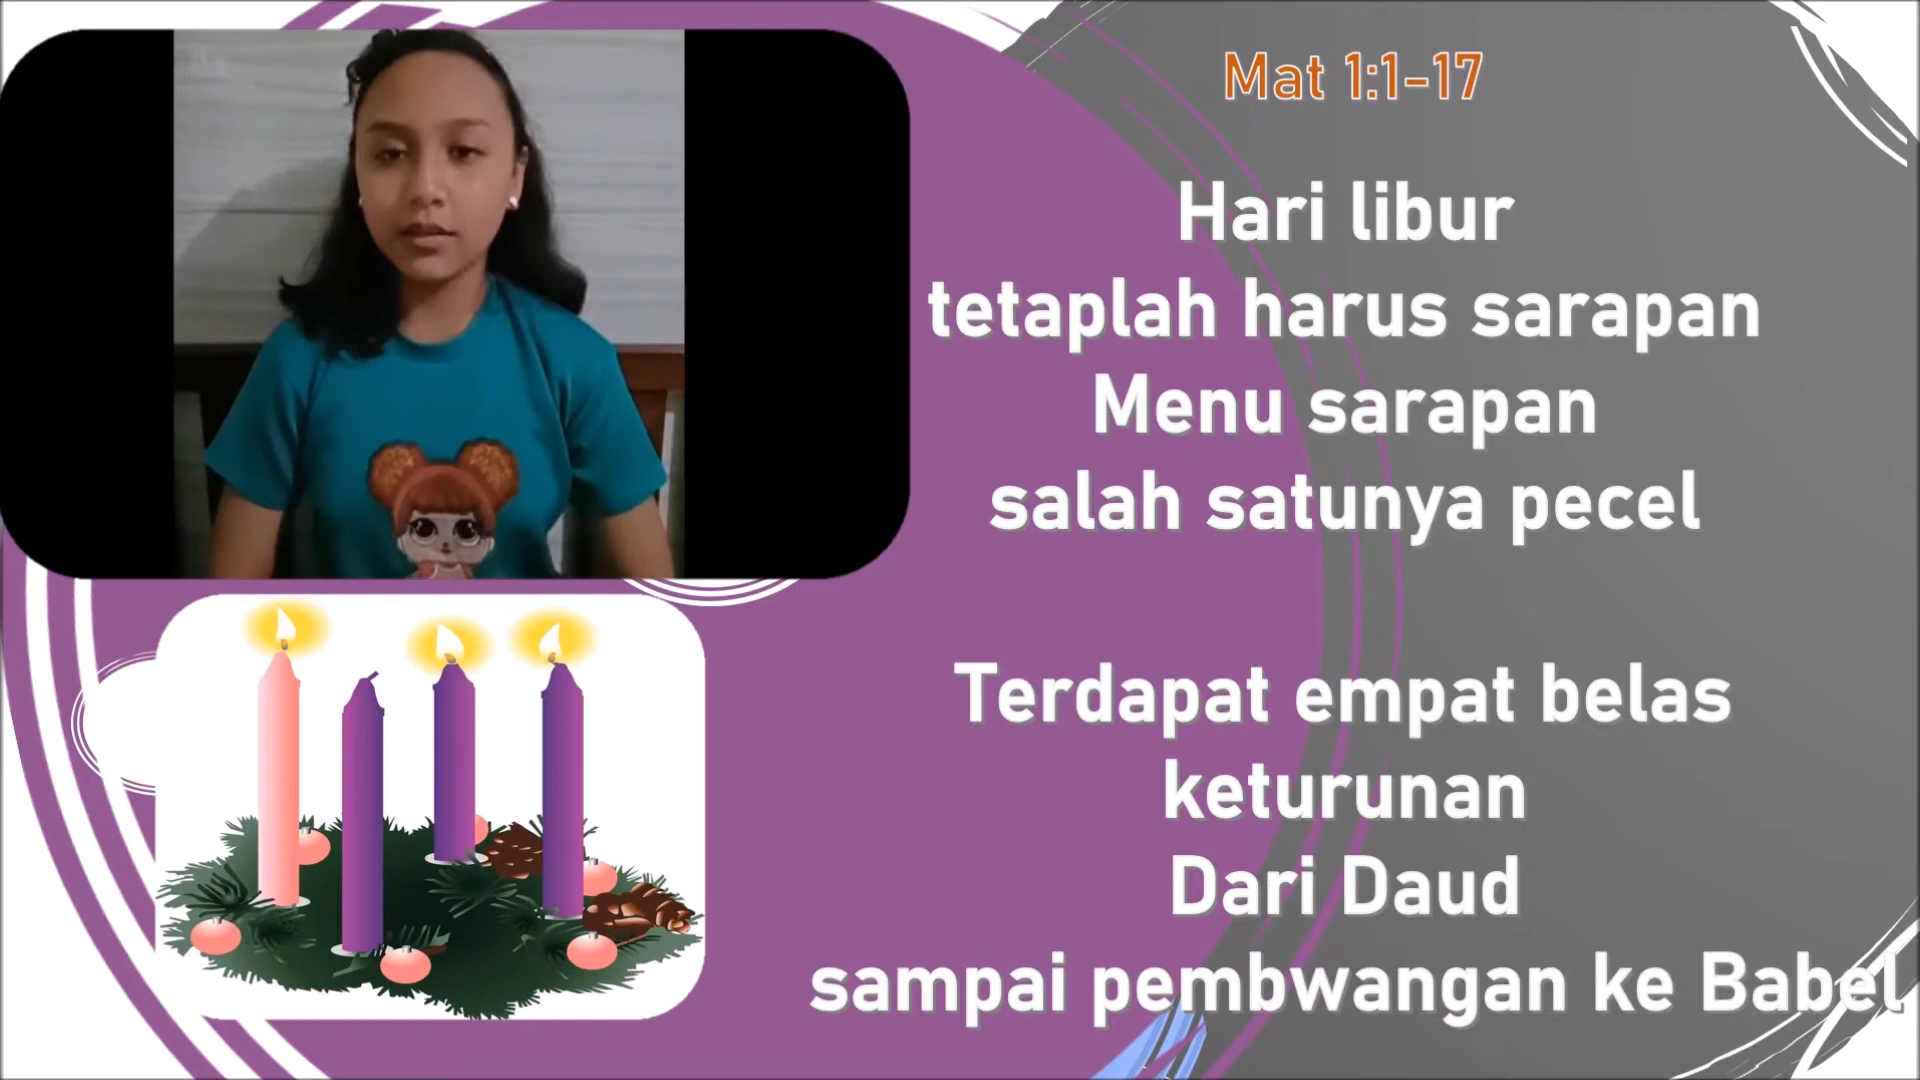 Mat 1:1-17
Hari libur
tetaplah harus sarapan
Menu sarapan
salah satunya pecel
Terdapat empat belas
keturunan
Dari Daud
sampai pembwangan ke Babel